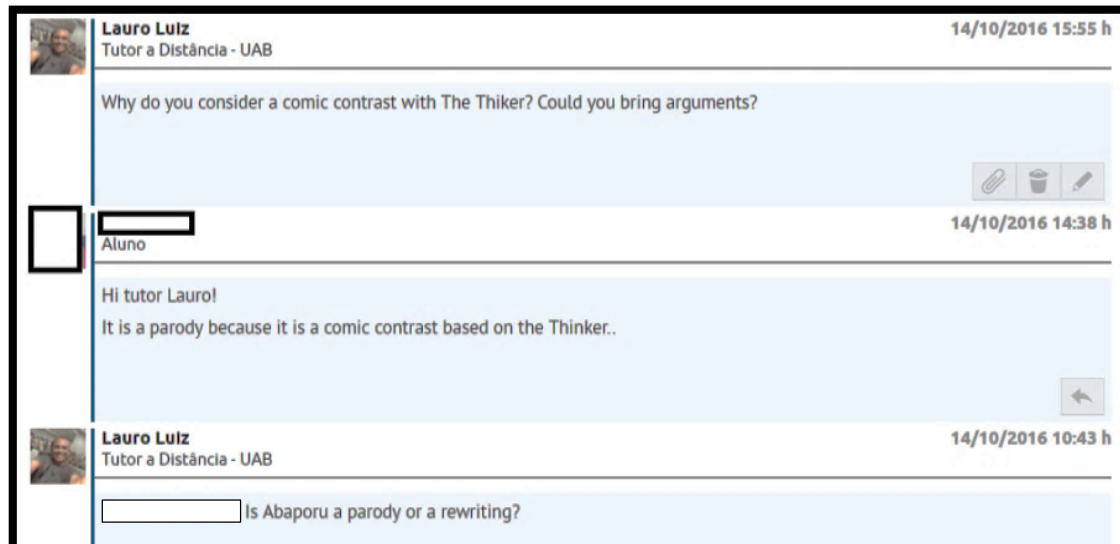 Lauro Luiz
14/10/2016 15:55 h
Tutor a Distância - UAB
Why do you consider a comic contrast with The Thiker? Could you bring arguments?
14/10/2016 14:38 h
Aluno
Hi tutor Lauro!
It is a parody because it is a comic contrast based on the Thinker..
Lauro Luiz
14/10/2016 10:43 h
Tutor a Distância - UAB
Is Abaporu a parody or a rewriting?